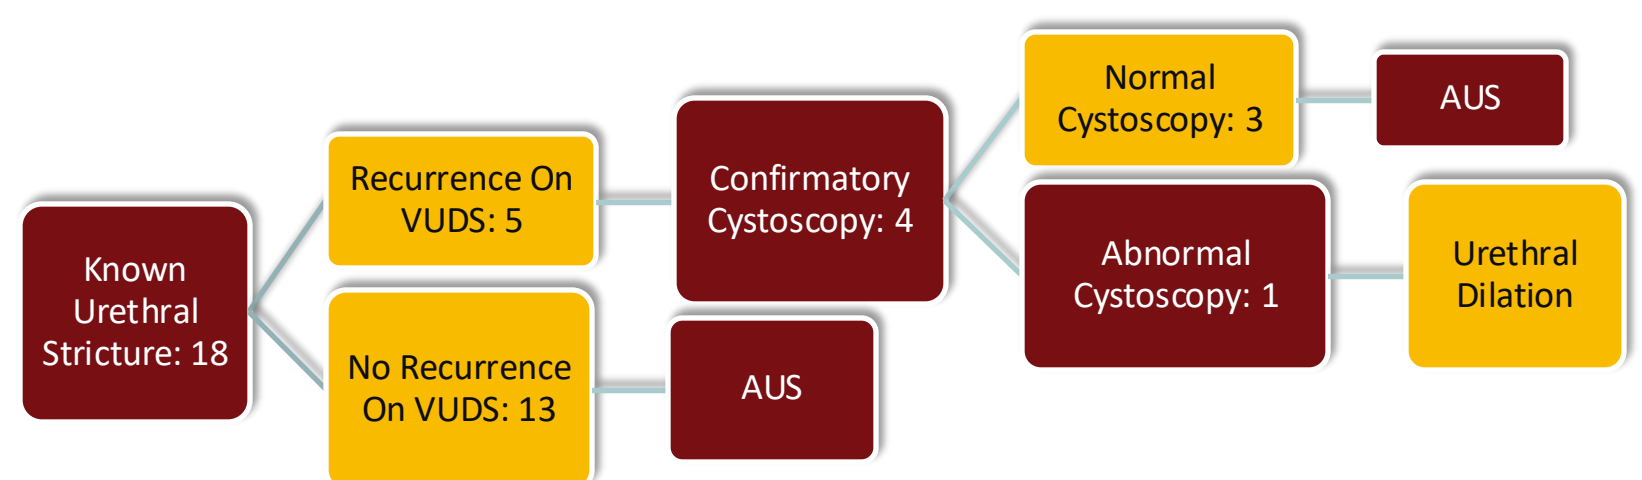 Known
Urethral
Stricture: 18
Recurrence On
VUDS: 5
No Recurrence
On VUDS: 13
Confirmatory
Cystoscopy: 4
AUS
Normal
Cystoscopy: 3
AUS
Abnormal
Cystoscopy: 1
Urethral
Dilation